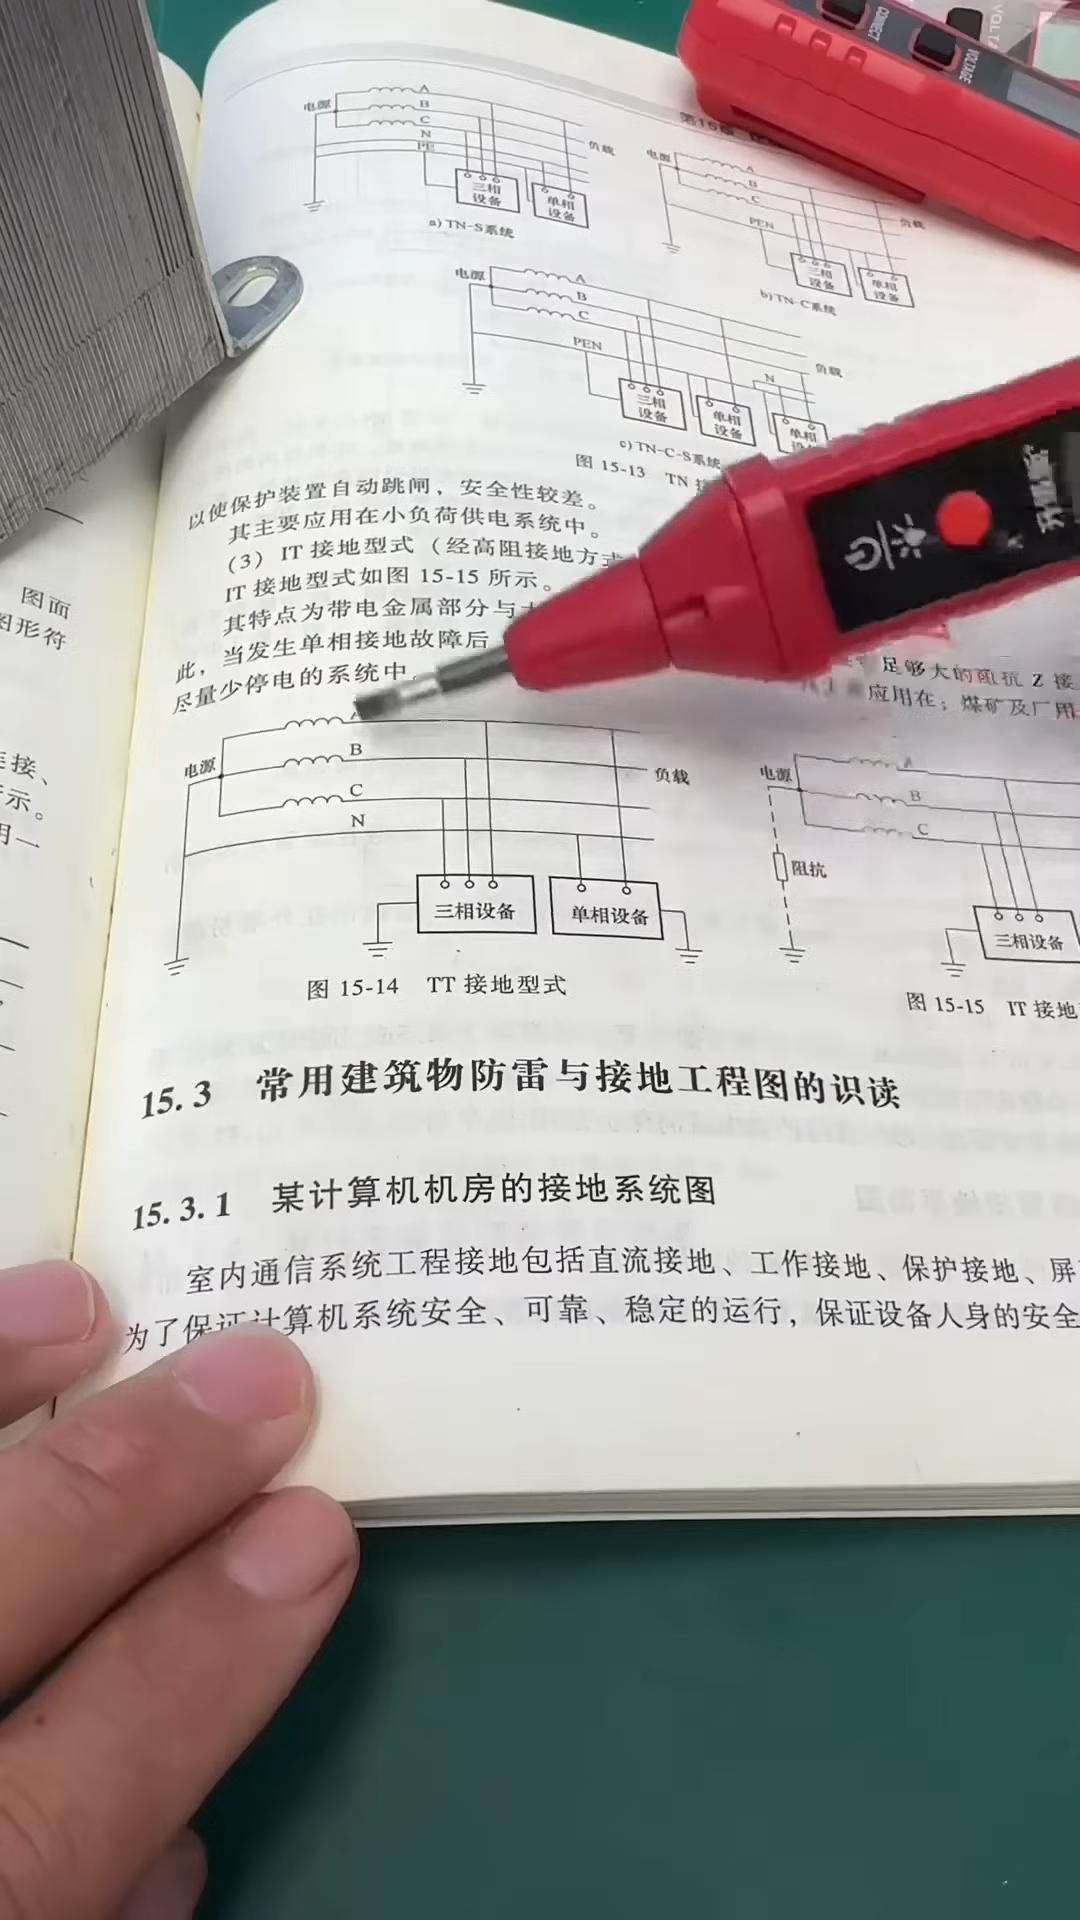 CONNECT
VOLTAGE
电源
A
B
C
N
PE
负载
三相
设备
单相
设备
a) TN-S系统
电源
A
B
C
PEN
负载
三相
设备
单相
设备
b) TN-C系统
电源
A
B
C
PEN
N
负载
三相
设备
单相
设备
单相
设备
c) TN-C-S系统
图 15-13 TN 接
以使保护装置自动跳闸，安全性较差。
其主要应用在小负荷供电系统中。
（3）IT 接地型式（经高阻接地方式
IT 接地型式如图 15-15 所示。
其特点为带电金属部分与大
此，当发生单相接地故障后
尽量少停电的系统中。
足够大的阻抗 Z 接
应用在：煤矿及厂用
图面
图形符
连接、
示。
用一
电源
A
B
C
N
负载
三相设备
单相设备
图 15-14 TT 接地型式
电源
A
B
C
阻抗
三相设备
图 15-15 IT 接地
15.3 常用建筑物防雷与接地工程图的识读
15.3.1 某计算机机房的接地系统图
室内通信系统工程接地包括直流接地、工作接地、保护接地、屏
为了保证计算机系统安全、可靠、稳定的运行，保证设备人身的安全